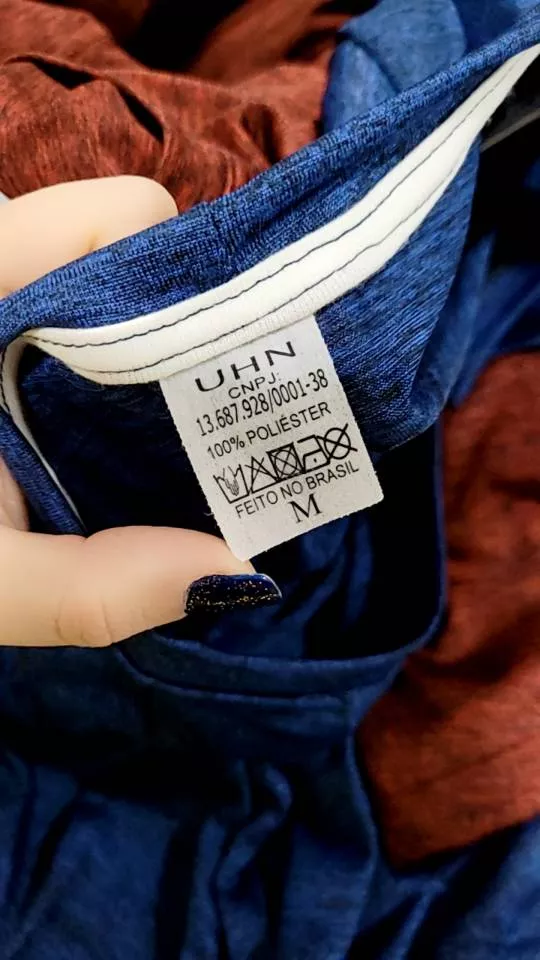 UHN
CNPJ:
13.687.928/0001-38
100% POLIÉSTER
FEITO NO BRASIL
M